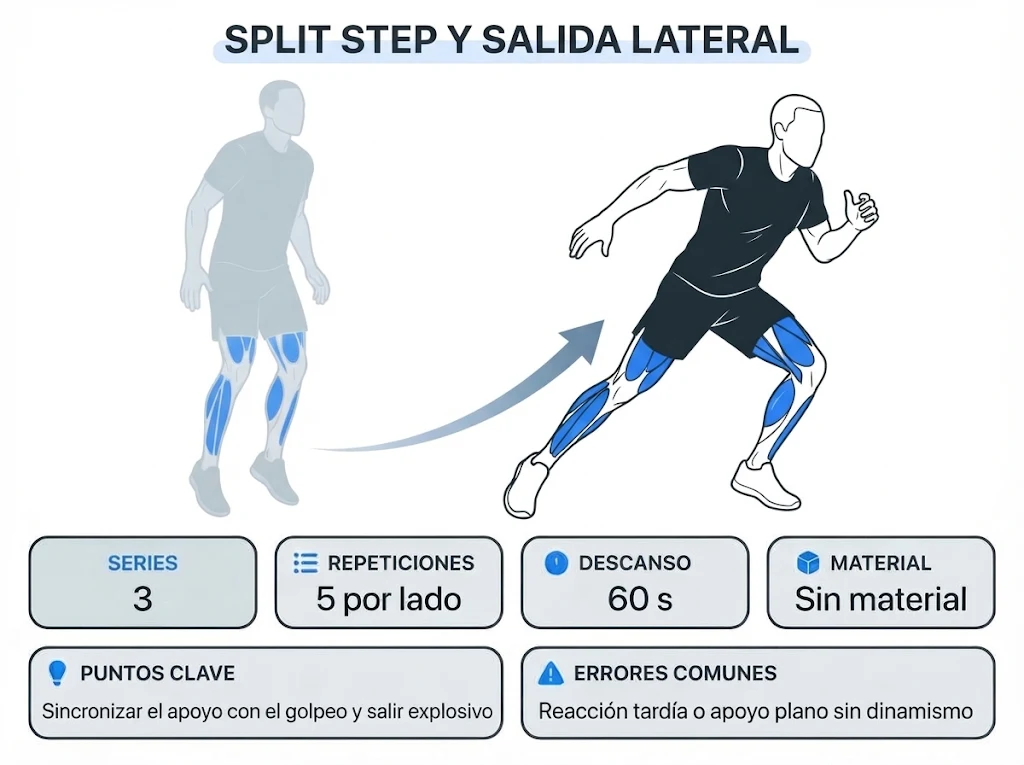 SPLIT STEP Y SALIDA LATERAL
SERIES
3
REPETICIONES
5 por lado
DESCANSO
60 s
MATERIAL
Sin material
PUNTOS CLAVE
Sincronizar el apoyo con el golpeo y salir explosivo
ERRORES COMUNES
Reacción tardía o apoyo plano sin dinamismo